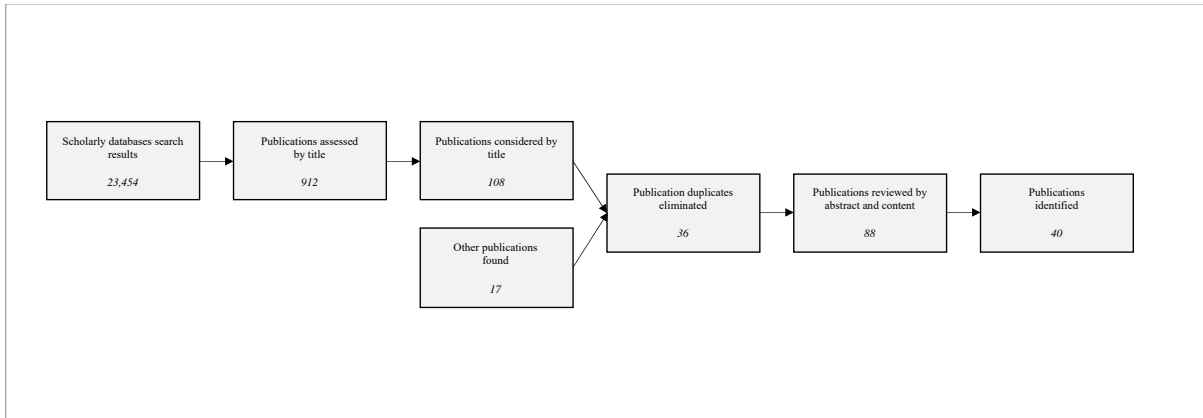 Scholarly databases search
results
23,454
Publications assessed
by title
912
Publications considered by
title
108
Other publications
found
17
Publication duplicates
eliminated
36
Publications reviewed by
abstract and content
88
Publications
identified
40